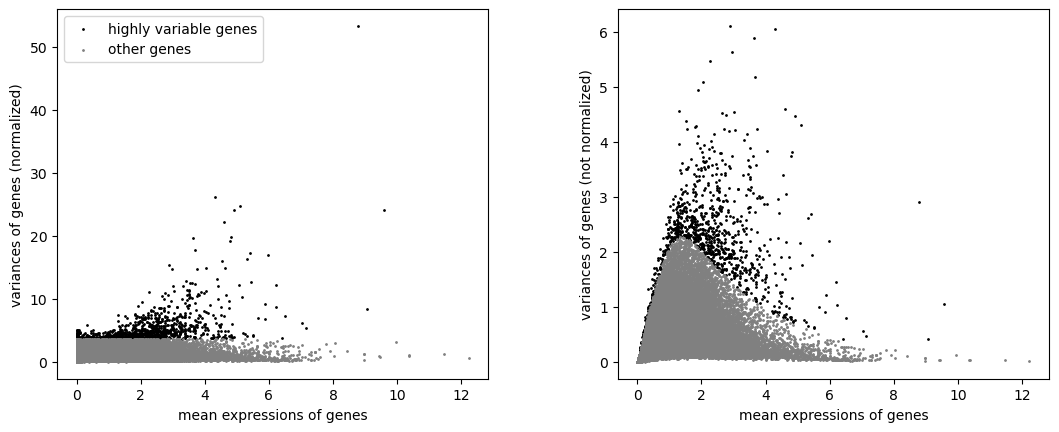 highly variable genes
other genes
variances of genes (normalized)
50
40
30
20
10
0
0 2 4 6 8 10 12
mean expressions of genes
variances of genes (not normalized)
6
5
4
3
2
1
0
0 2 4 6 8 10 12
mean expressions of genes